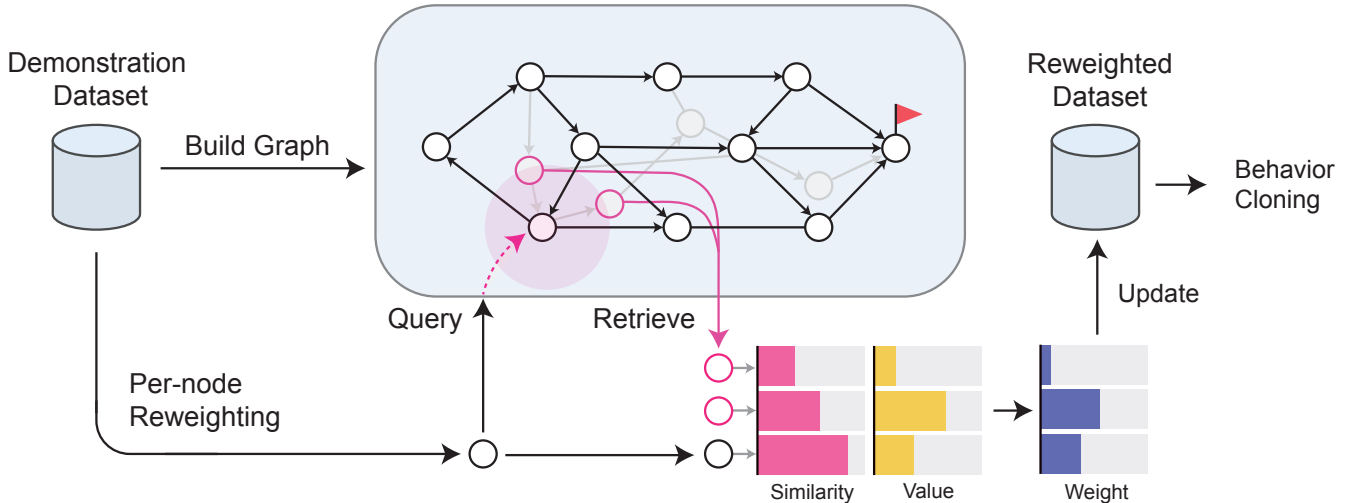 Demonstration
Dataset
Build Graph
Reweighted
Dataset
Behavior
Cloning
Query
Retrieve
Update
Per-node
Reweighting
Similarity
Value
Weight